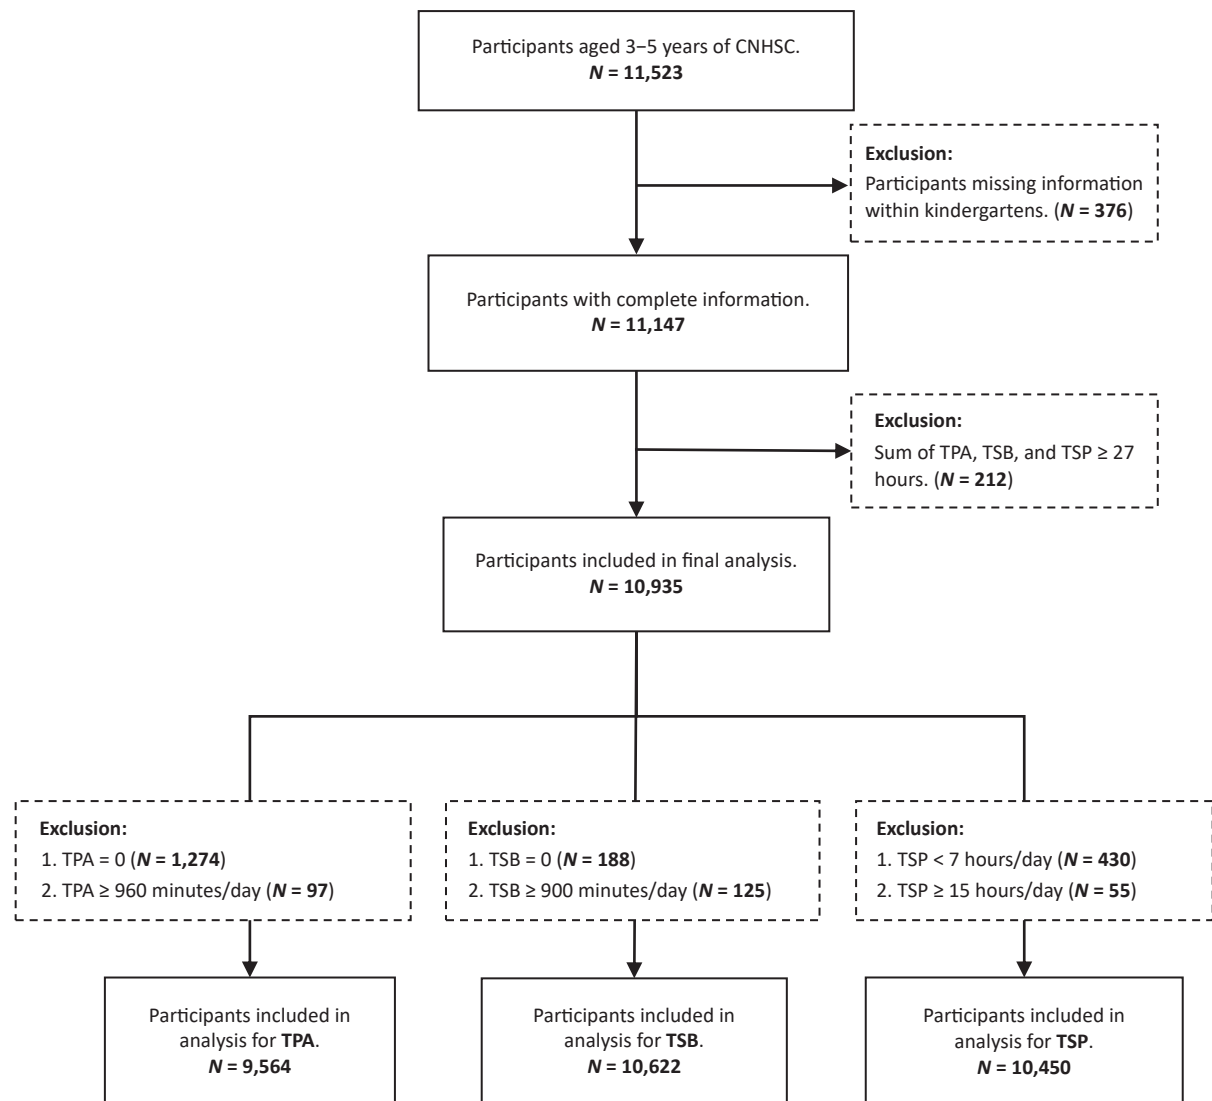 Participants aged 3−5 years of CNHSC.
N = 11,523
Exclusion:
Participants missing information
within kindergartens. (N = 376)
Participants with complete information.
N = 11,147
Exclusion:
Sum of TPA, TSB, and TSP ≥ 27
hours. (N = 212)
Participants included in final analysis.
N = 10,935
Exclusion:
1. TPA = 0 (N = 1,274)
2. TPA ≥ 960 minutes/day (N = 97)
Exclusion:
1. TSB = 0 (N = 188)
2. TSB ≥ 900 minutes/day (N = 125)
Exclusion:
1. TSP < 7 hours/day (N = 430)
2. TSP ≥ 15 hours/day (N = 55)
Participants included in
analysis for TPA.
N = 9,564
Participants included in
analysis for TSB.
N = 10,622
Participants included in
analysis for TSP.
N = 10,450